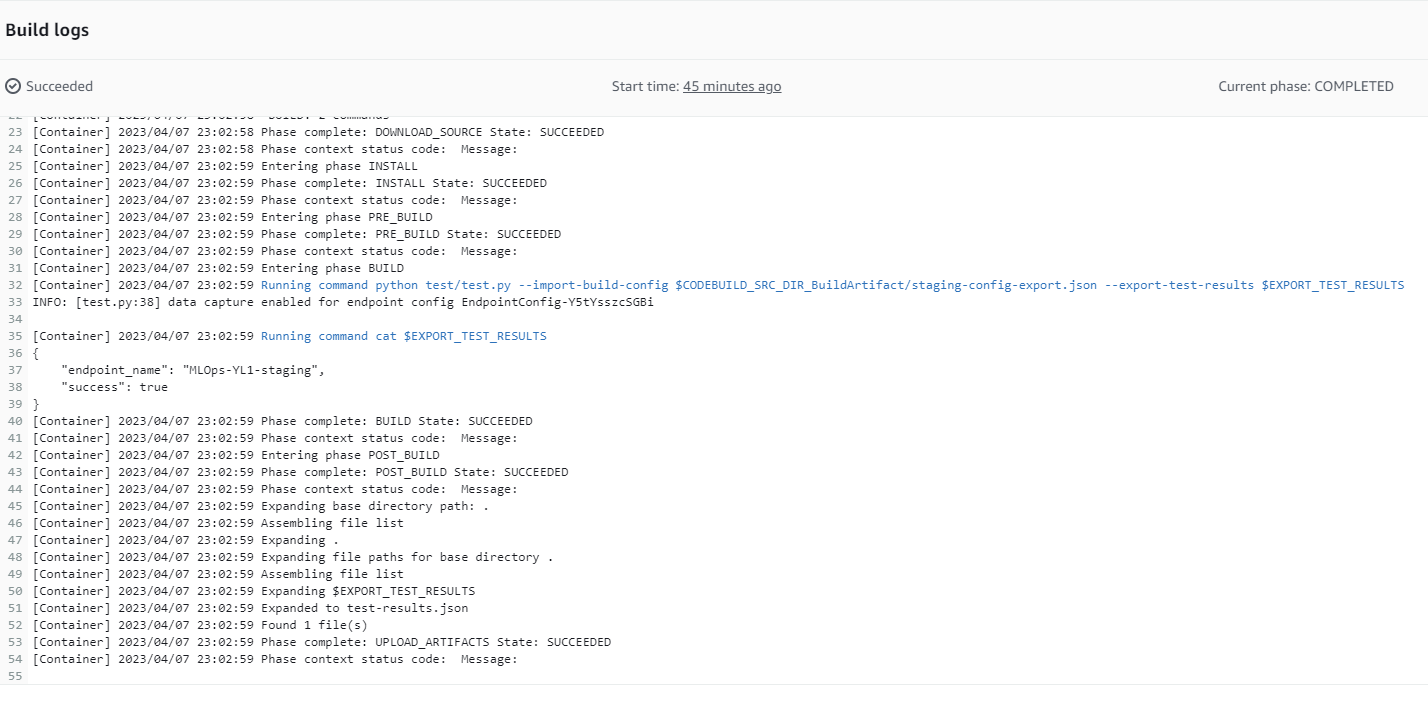 Build logs
Succeeded
Start time: 45 minutes ago
Current phase: COMPLETED
22 [Container] 2023/04/07 23:02:58 BUILD: 2 commands
23 [Container] 2023/04/07 23:02:58 Phase complete: DOWNLOAD_SOURCE State: SUCCEEDED
24 [Container] 2023/04/07 23:02:58 Phase context status code:  Message:
25 [Container] 2023/04/07 23:02:59 Entering phase INSTALL
26 [Container] 2023/04/07 23:02:59 Phase complete: INSTALL State: SUCCEEDED
27 [Container] 2023/04/07 23:02:59 Phase context status code:  Message:
28 [Container] 2023/04/07 23:02:59 Entering phase PRE_BUILD
29 [Container] 2023/04/07 23:02:59 Phase complete: PRE_BUILD State: SUCCEEDED
30 [Container] 2023/04/07 23:02:59 Phase context status code:  Message:
31 [Container] 2023/04/07 23:02:59 Entering phase BUILD
32 [Container] 2023/04/07 23:02:59 Running command python test/test.py --import-build-config $CODEBUILD_SRC_DIR_BuildArtifact/staging-config-export.json --export-test-results $EXPORT_TEST_RESULTS
33 INFO: [test.py:38] data capture enabled for endpoint config EndpointConfig-Y5tYsszcSGBi
34
35 [Container] 2023/04/07 23:02:59 Running command cat $EXPORT_TEST_RESULTS
36 {
37     "endpoint_name": "MLOps-YL1-staging",
38     "success": true
39 }
40 [Container] 2023/04/07 23:02:59 Phase complete: BUILD State: SUCCEEDED
41 [Container] 2023/04/07 23:02:59 Phase context status code:  Message:
42 [Container] 2023/04/07 23:02:59 Entering phase POST_BUILD
43 [Container] 2023/04/07 23:02:59 Phase complete: POST_BUILD State: SUCCEEDED
44 [Container] 2023/04/07 23:02:59 Phase context status code:  Message:
45 [Container] 2023/04/07 23:02:59 Expanding base directory path: .
46 [Container] 2023/04/07 23:02:59 Assembling file list
47 [Container] 2023/04/07 23:02:59 Expanding .
48 [Container] 2023/04/07 23:02:59 Expanding file paths for base directory .
49 [Container] 2023/04/07 23:02:59 Assembling file list
50 [Container] 2023/04/07 23:02:59 Expanding $EXPORT_TEST_RESULTS
51 [Container] 2023/04/07 23:02:59 Expanded to test-results.json
52 [Container] 2023/04/07 23:02:59 Found 1 file(s)
53 [Container] 2023/04/07 23:02:59 Phase complete: UPLOAD_ARTIFACTS State: SUCCEEDED
54 [Container] 2023/04/07 23:02:59 Phase context status code:  Message:
55